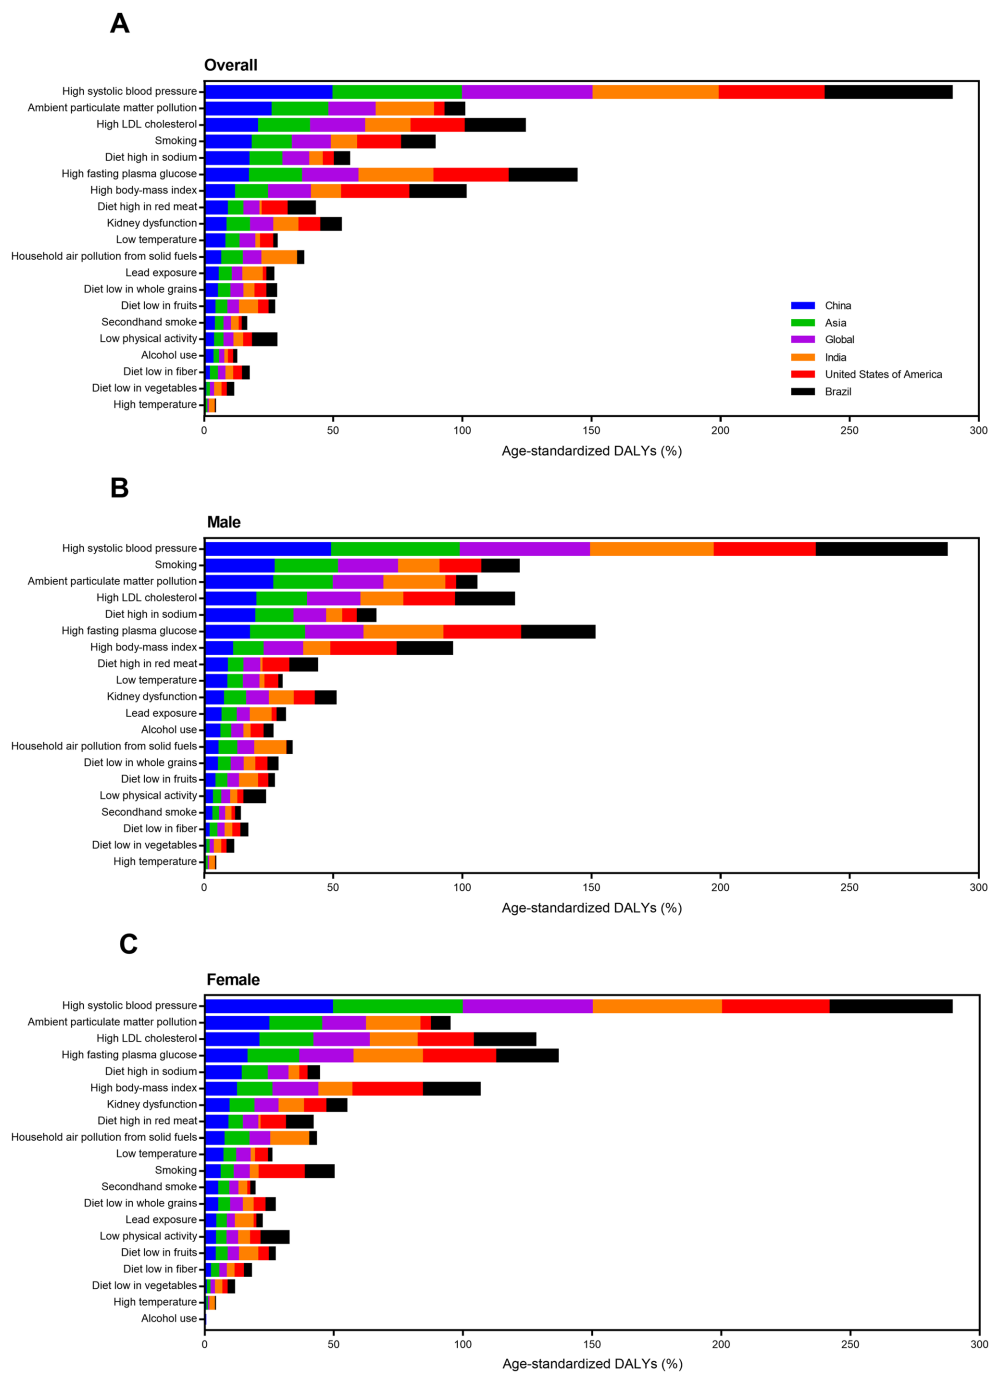 A
Overall
High systolic blood pressure
Ambient particulate matter pollution
High LDL cholesterol
Smoking
Diet high in sodium
High fasting plasma glucose
High body-mass index
Diet high in red meat
Kidney dysfunction
Low temperature
Household air pollution from solid fuels
Lead exposure
Diet low in whole grains
Diet low in fruits
Secondhand smoke
Low physical activity
Alcohol use
Diet low in fiber
Diet low in vegetables
High temperature
China
Asia
Global
India
United States of America
Brazil
0 50 100 150 200 250 300
Age-standardized DALYs (%)
B
Male
High systolic blood pressure
Smoking
Ambient particulate matter pollution
High LDL cholesterol
Diet high in sodium
High fasting plasma glucose
High body-mass index
Diet high in red meat
Low temperature
Kidney dysfunction
Lead exposure
Alcohol use
Household air pollution from solid fuels
Diet low in whole grains
Diet low in fruits
Low physical activity
Secondhand smoke
Diet low in fiber
Diet low in vegetables
High temperature
0 50 100 150 200 250 300
Age-standardized DALYs (%)
C
Female
High systolic blood pressure
Ambient particulate matter pollution
High LDL cholesterol
High fasting plasma glucose
Diet high in sodium
High body-mass index
Kidney dysfunction
Diet high in red meat
Household air pollution from solid fuels
Low temperature
Smoking
Secondhand smoke
Diet low in whole grains
Lead exposure
Low physical activity
Diet low in fruits
Diet low in fiber
Diet low in vegetables
High temperature
Alcohol use
0 50 100 150 200 250 300
Age-standardized DALYs (%)